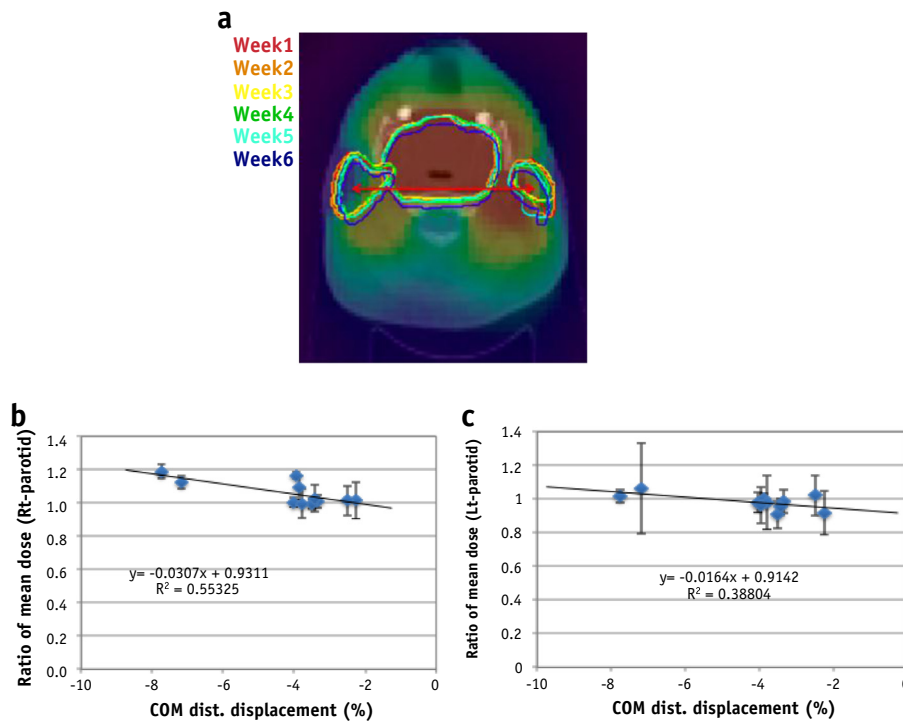 a
Week1
Week2
Week3
Week4
Week5
Week6
b
Ratio of mean dose (Rt-parotid)
1.4
1.2
1.0
0.8
0.6
0.4
0.2
0.0
y= -0.0307x + 0.9311
R² = 0.55325
-10
-8
-6
-4
-2
0
COM dist. displacement (%)
c
Ratio of mean dose (Lt-parotid)
1.4
1.2
1
0.8
0.6
0.4
0.2
0
y= -0.0164x + 0.9142
R² = 0.38804
-10
-8
-6
-4
-2
0
COM dist. displacement (%)